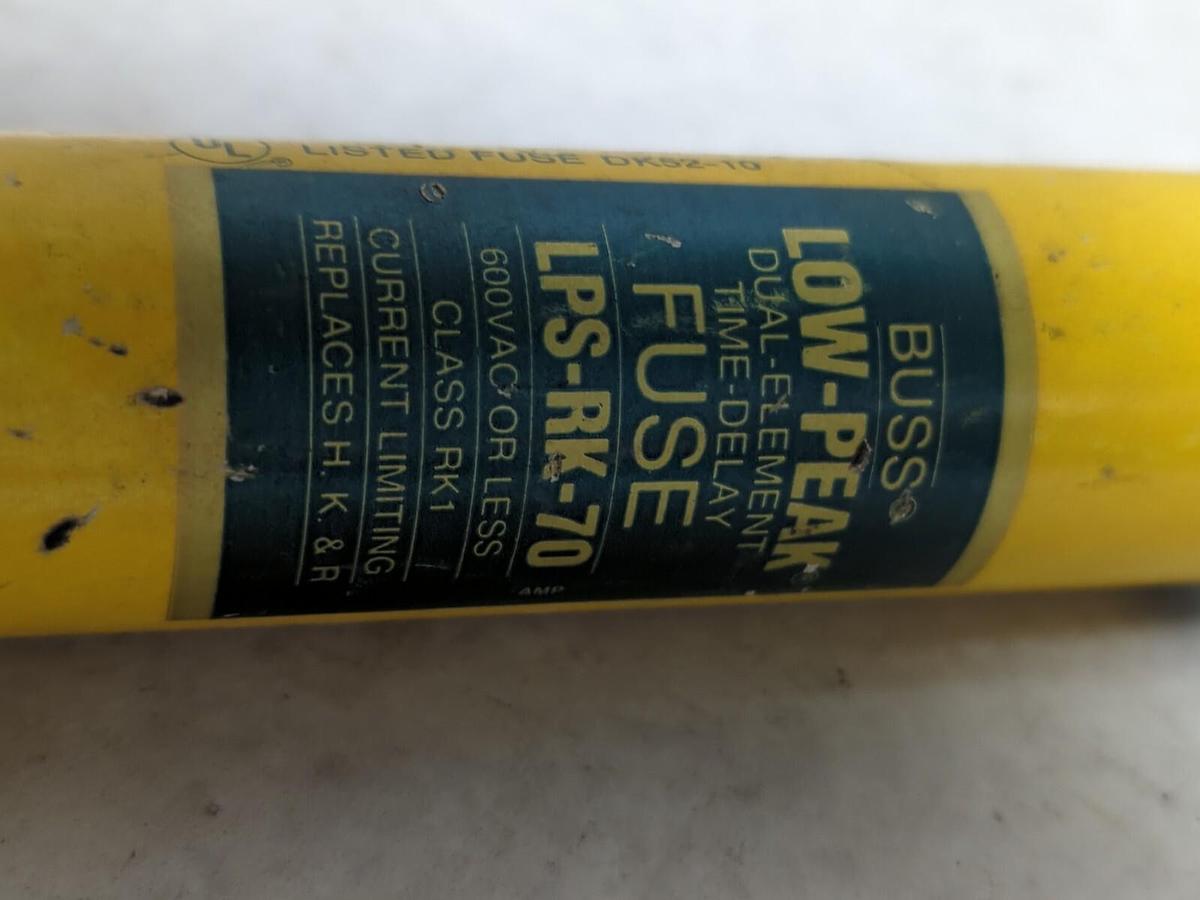 UL ® LISTED FUSE DK52-10
BUSS®
LOW-PEAK®
DUAL-ELEMENT
TIME-DELAY
FUSE
LPS-RK-70
AMP
600VAC OR LESS
CLASS RK1
CURRENT LIMITING
REPLACES H. K. & R